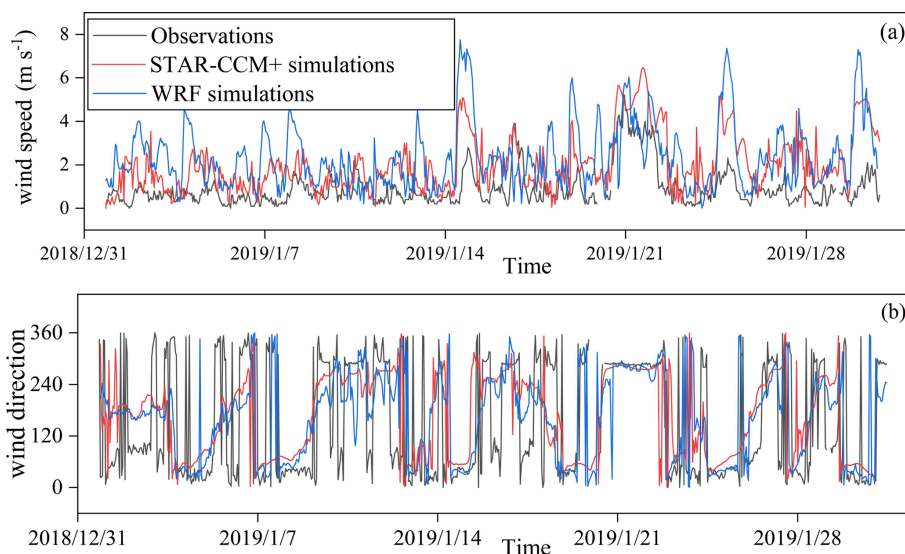 (a)
Observations
STAR-CCM+ simulations
WRF simulations
wind speed (m s⁻¹)
8
6
4
2
0
2018/12/31 2019/1/7 2019/1/14 2019/1/21 2019/1/28
Time
(b)
wind direction
360
240
120
0
2018/12/31 2019/1/7 2019/1/14 2019/1/21 2019/1/28
Time